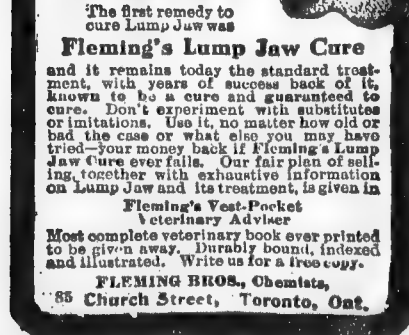 The first remedy to
cure Lump Jaw was
Fleming's Lump Jaw Cure
and it remains today the standard treat-
ment, with years of success back of it,
known to be a cure and guaranteed to
cure. Don't experiment with substitutes
or imitations. Use it, no matter how old or
bad the case or what else you may have
tried—your money back if Fleming's Lump
Jaw Cure ever fails. Our fair plan of sell-
ing, together with exhaustive information
on Lump Jaw and its treatment, is given in
Fleming's Vest-Pocket
Veterinary Adviser
Most complete veterinary book ever printed
to be given away. Durably bound, indexed
and illustrated. Write us for a free copy.
FLEMING BROS., Chemists,
85 Church Street, Toronto, Ont.